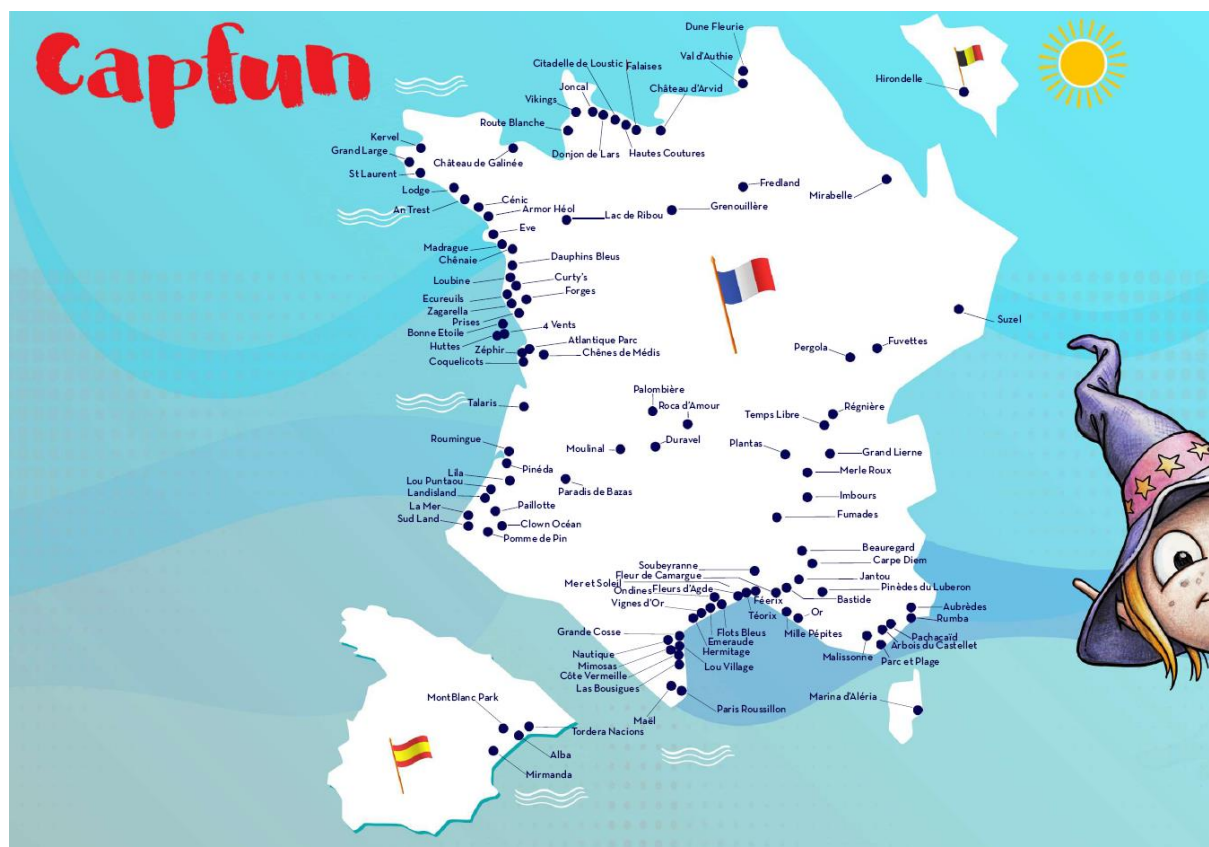 Capfun
Dune Fleurie
Val d'Authie
Citadelle de Loustic
Falaises
Joncal
Château d'Arvid
Hirondelle
Vikings
Route Blanche
Donjon de Lars
Hautes Coutures
Kervel
Grand Large
Château de Galinée
St Laurent
Lodge
Cénic
An Trest
Armor Héol
Lac de Ribou
Grenouillère
Fredland
Mirabelle
Eve
Madrague
Chênaie
Dauphins Bleus
Loubine
Curty's
Ecureuils
Forges
Zagarella
Prises
Bonne Etoile
4 Vents
Huttes
Atlantique Parc
Zéphir
Chênes de Médis
Coquelicots
Suzel
Pergola
Fuvettes
Talaris
Palombière
Roca d'Amour
Temps Libre
Régnière
Roumingue
Moulinal
Duravel
Plantas
Grand Lierne
Pinéda
Merle Roux
Lila
Lou Puntaou
Paradis de Bazas
Landisland
Imbours
La Mer
Paillotte
Sud Land
Clown Océan
Fumades
Pomme de Pin
Beauregard
Carpe Diem
Soubeyranne
Fleur de Camargue
Jantou
Mer et Soleil
Ondines
Fleurs d'Agde
Pinèdes du Luberon
Vignes d'Or
Féerix
Bastide
Téorix
Or
Aubrèdes
Rumba
Grande Cosse
Flots Bleus
Mille Pépites
Pachacaïd
Emeraude
Arbois du Castellet
Hermitage
Nautique
Malissonne
Parc et Plage
Mimosas
Lou Village
Côte Vermeille
Las Bousigues
MontBlanc Park
Marina d'Aléria
Maël
Paris Roussillon
Tordera Nacions
Alba
Mirmanda